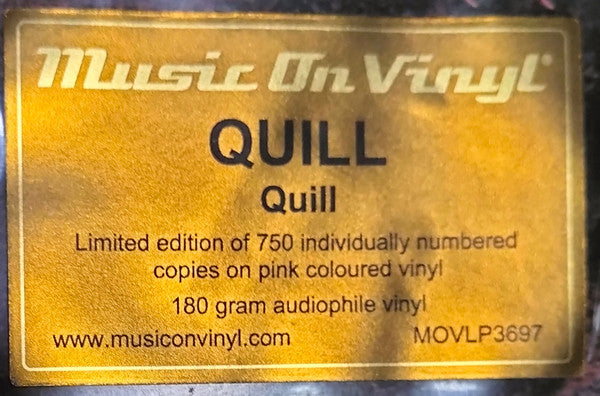 Music On Vinyl®
QUILL
Quill
Limited edition of 750 individually numbered
copies on pink coloured vinyl
180 gram audiophile vinyl
www.musiconvinyl.com MOVLP3697